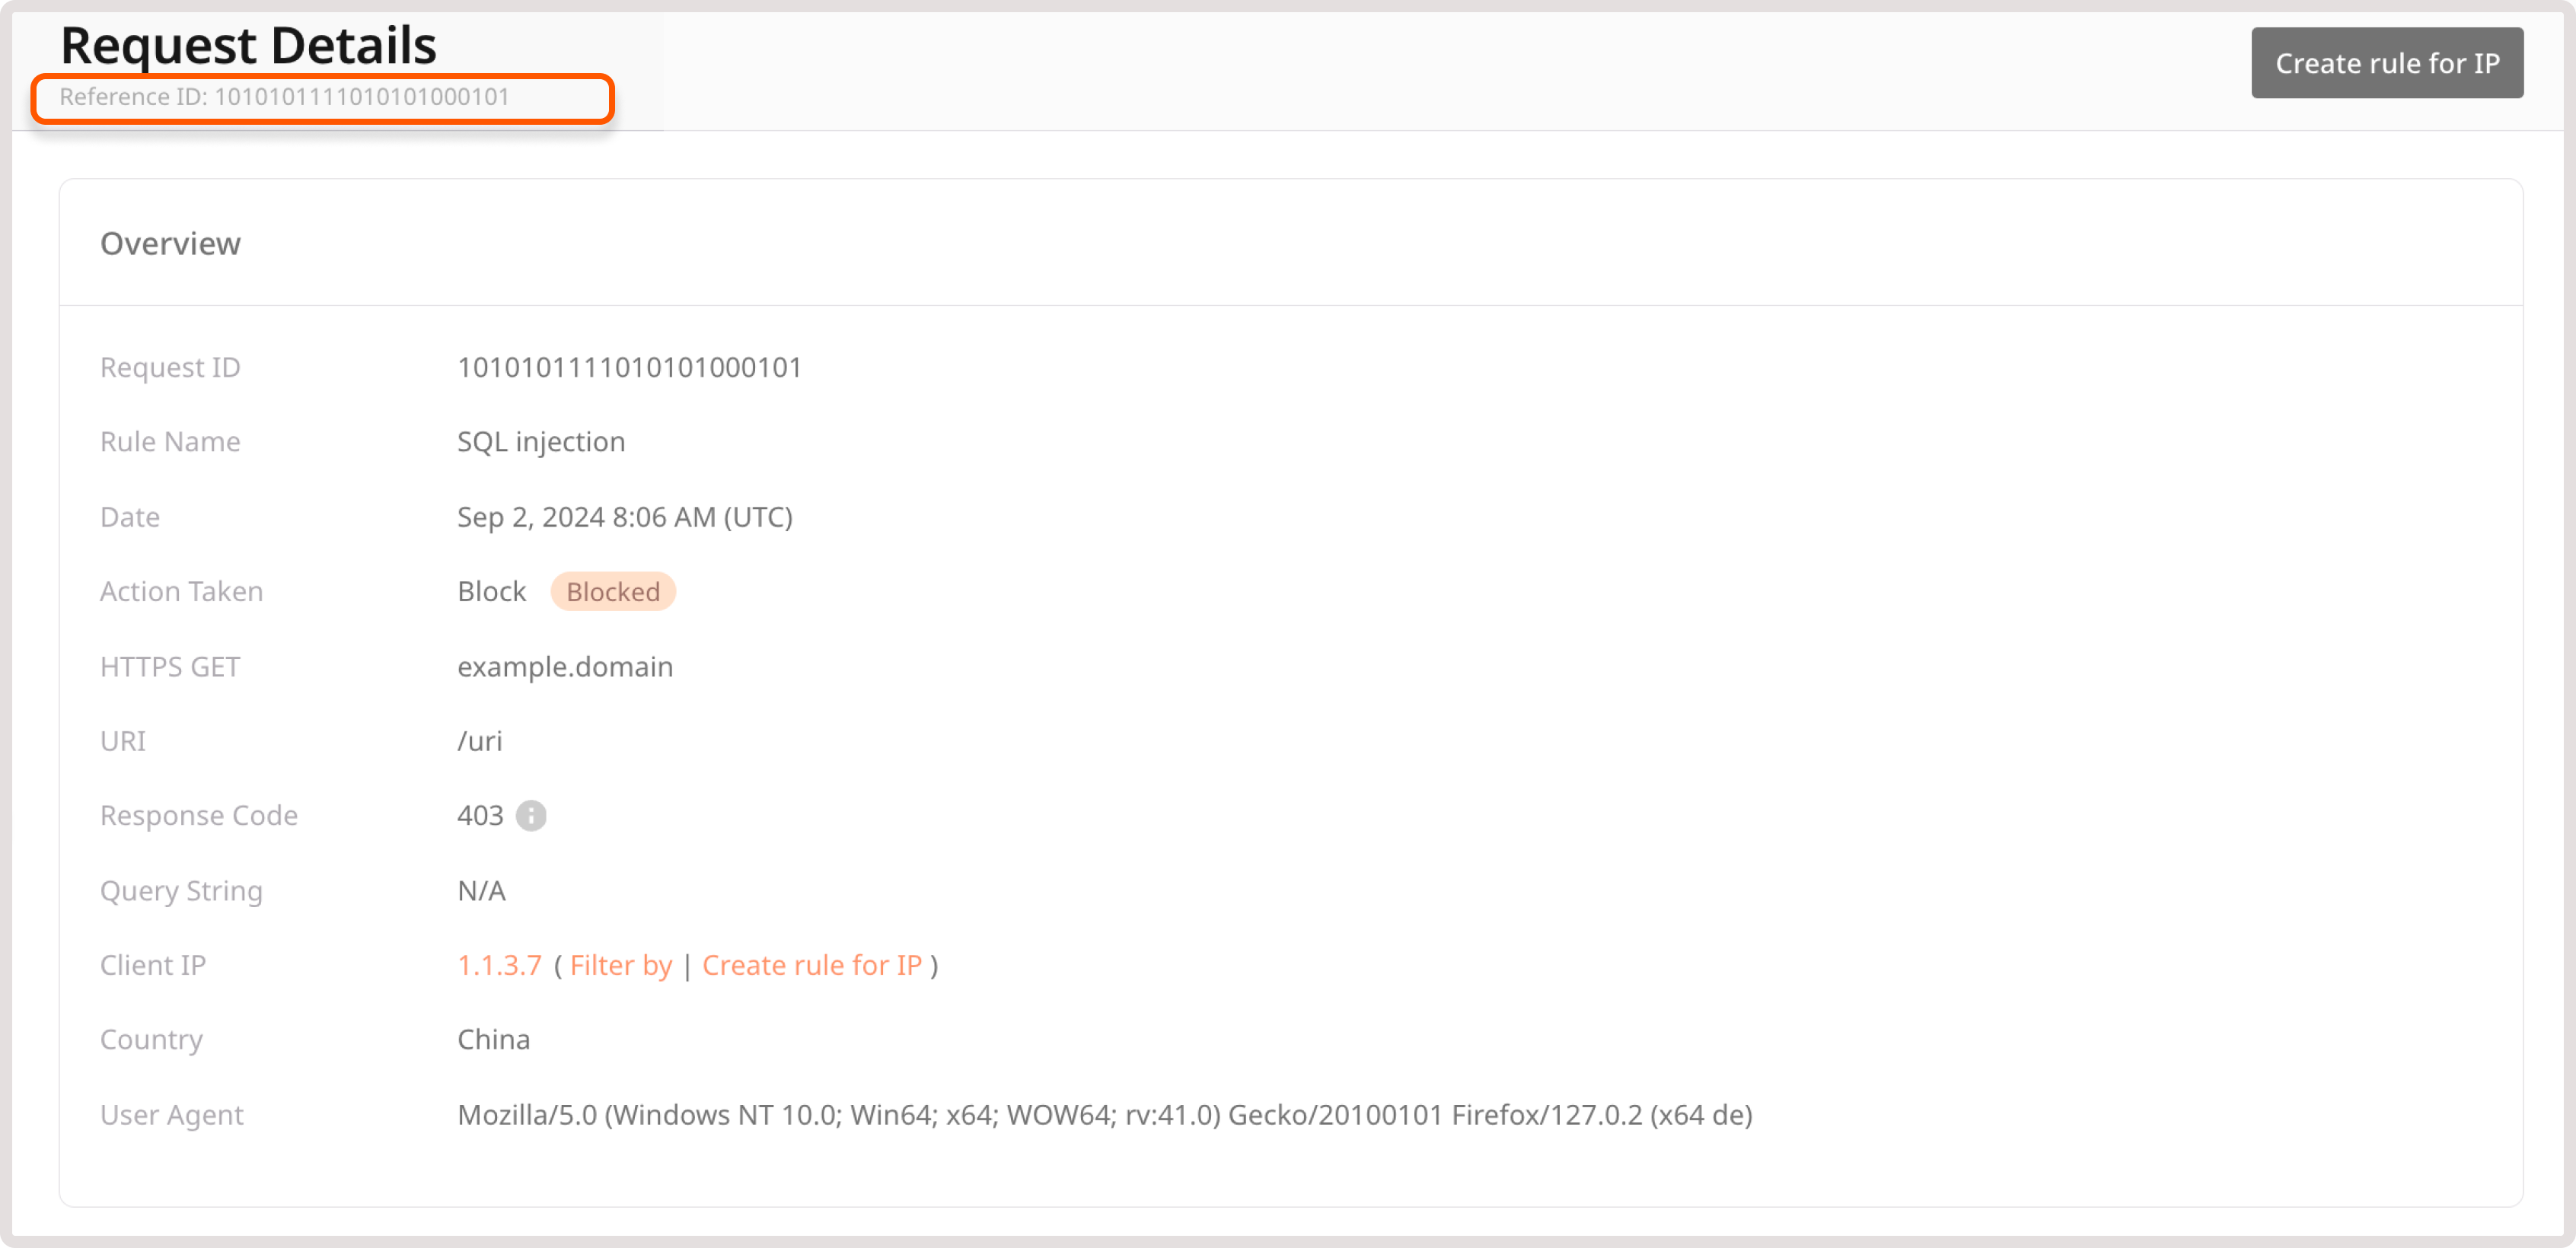 Request Details
Create rule for IP
Reference ID: 1010101111010101000101
Overview
Request ID 1010101111010101000101
Rule Name SQL injection
Date Sep 2, 2024 8:06 AM (UTC)
Action Taken Block Blocked
HTTPS GET example.domain
URI /uri
Response Code 403
Query String N/A
Client IP 1.1.3.7 ( Filter by | Create rule for IP )
Country China
User Agent Mozilla/5.0 (Windows NT 10.0; Win64; x64; WOW64; rv:41.0) Gecko/20100101 Firefox/127.0.2 (x64 de)